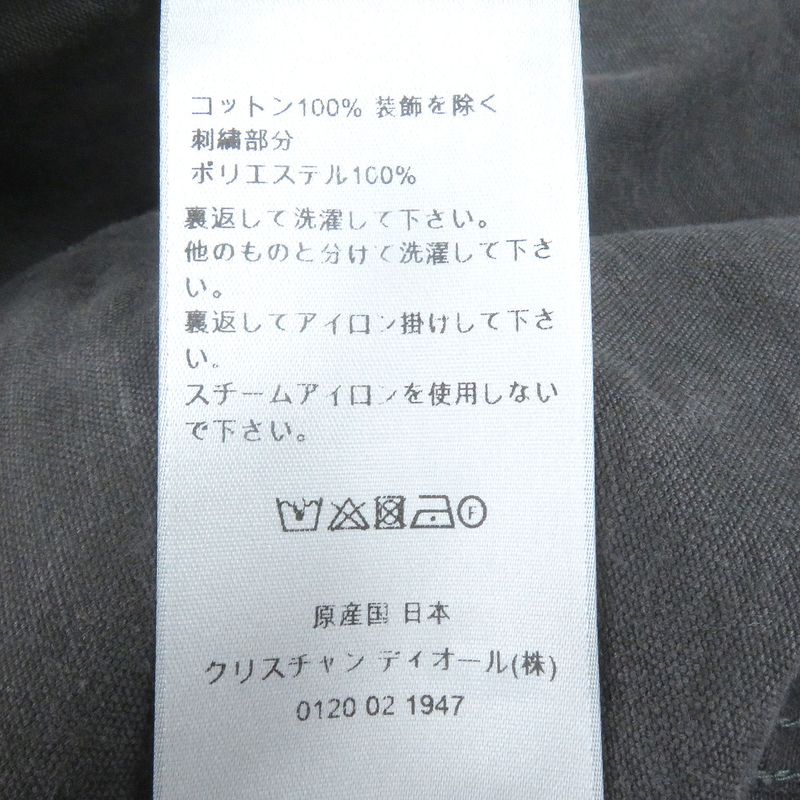 コットン100% 装飾を除く
刺繍部分
ポリエステル100%
裏返して洗濯して下さい。
他のものと分けて洗濯して下さ
い。
裏返してアイロン掛けして下さ
い。
スチームアイロンを使用しない
で下さい。
F
原産国 日本
クリスチャン ディオール(株)
0120 02 1947